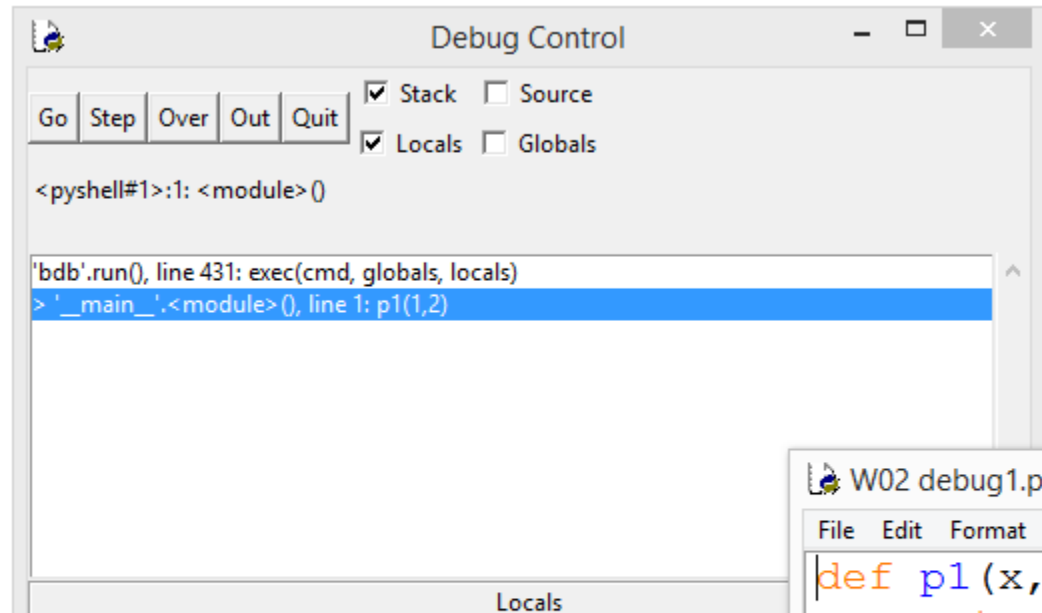 Debug Control
Go Step Over Out Quit
Stack Source
Locals Globals
<pyshell#1>:1: <module>()
'bdb'.run(), line 431: exec(cmd, globals, locals)
> '__main__'.<module>(), line 1: p1(1,2)
W02 debug1.p
File Edit Format
def p1(x,
Locals